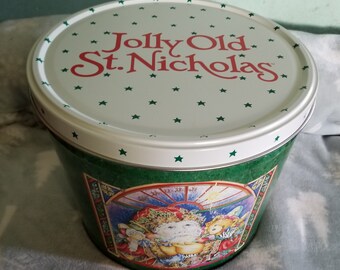 Jolly Old
St. Nicholas